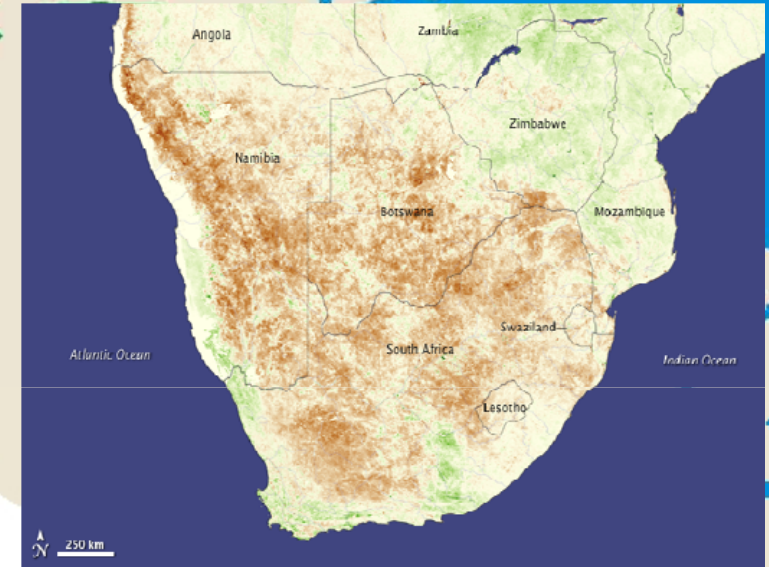 Angola
Zambia
Zimbabwe
Namibia
Botswana
Mozambique
Swaziland
South Africa
Atlantic Ocean
Indian Ocean
Lesotho
N
250 km